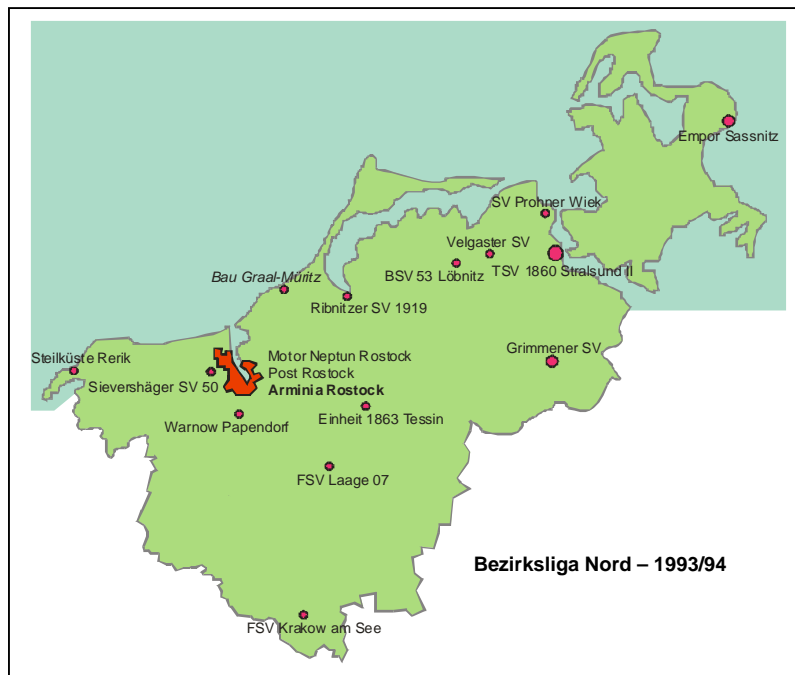 Empor Sassnitz
SV Prohner Wiek
Velgaster SV
BSV 53 Löbnitz
TSV 1860 Stralsund II
Bau Graal-Müritz
Ribnitzer SV 1919
Grimmener SV
Steilküste Rerik
Motor Neptun Rostock
Post Rostock
Sievershäger SV 50
Arminia Rostock
Warnow Papendorf
Einheit 1863 Tessin
FSV Laage 07
Bezirksliga Nord – 1993/94
FSV Krakow am See